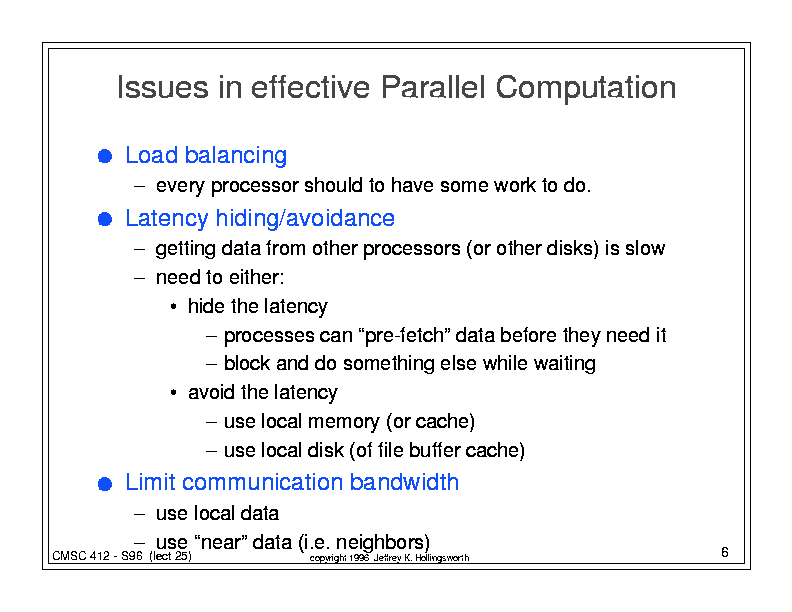 Issues in effective Parallel Computation
● Load balancing
– every processor should to have some work to do.
● Latency hiding/avoidance
– getting data from other processors (or other disks) is slow
– need to either:
• hide the latency
– processes can “pre-fetch” data before they need it
– block and do something else while waiting
• avoid the latency
– use local memory (or cache)
– use local disk (of file buffer cache)
● Limit communication bandwidth
– use local data
– use “near” data (i.e. neighbors)
CMSC 412 - S96 (lect 25)
copyright 1996 Jeffrey K. Hollingsworth
6